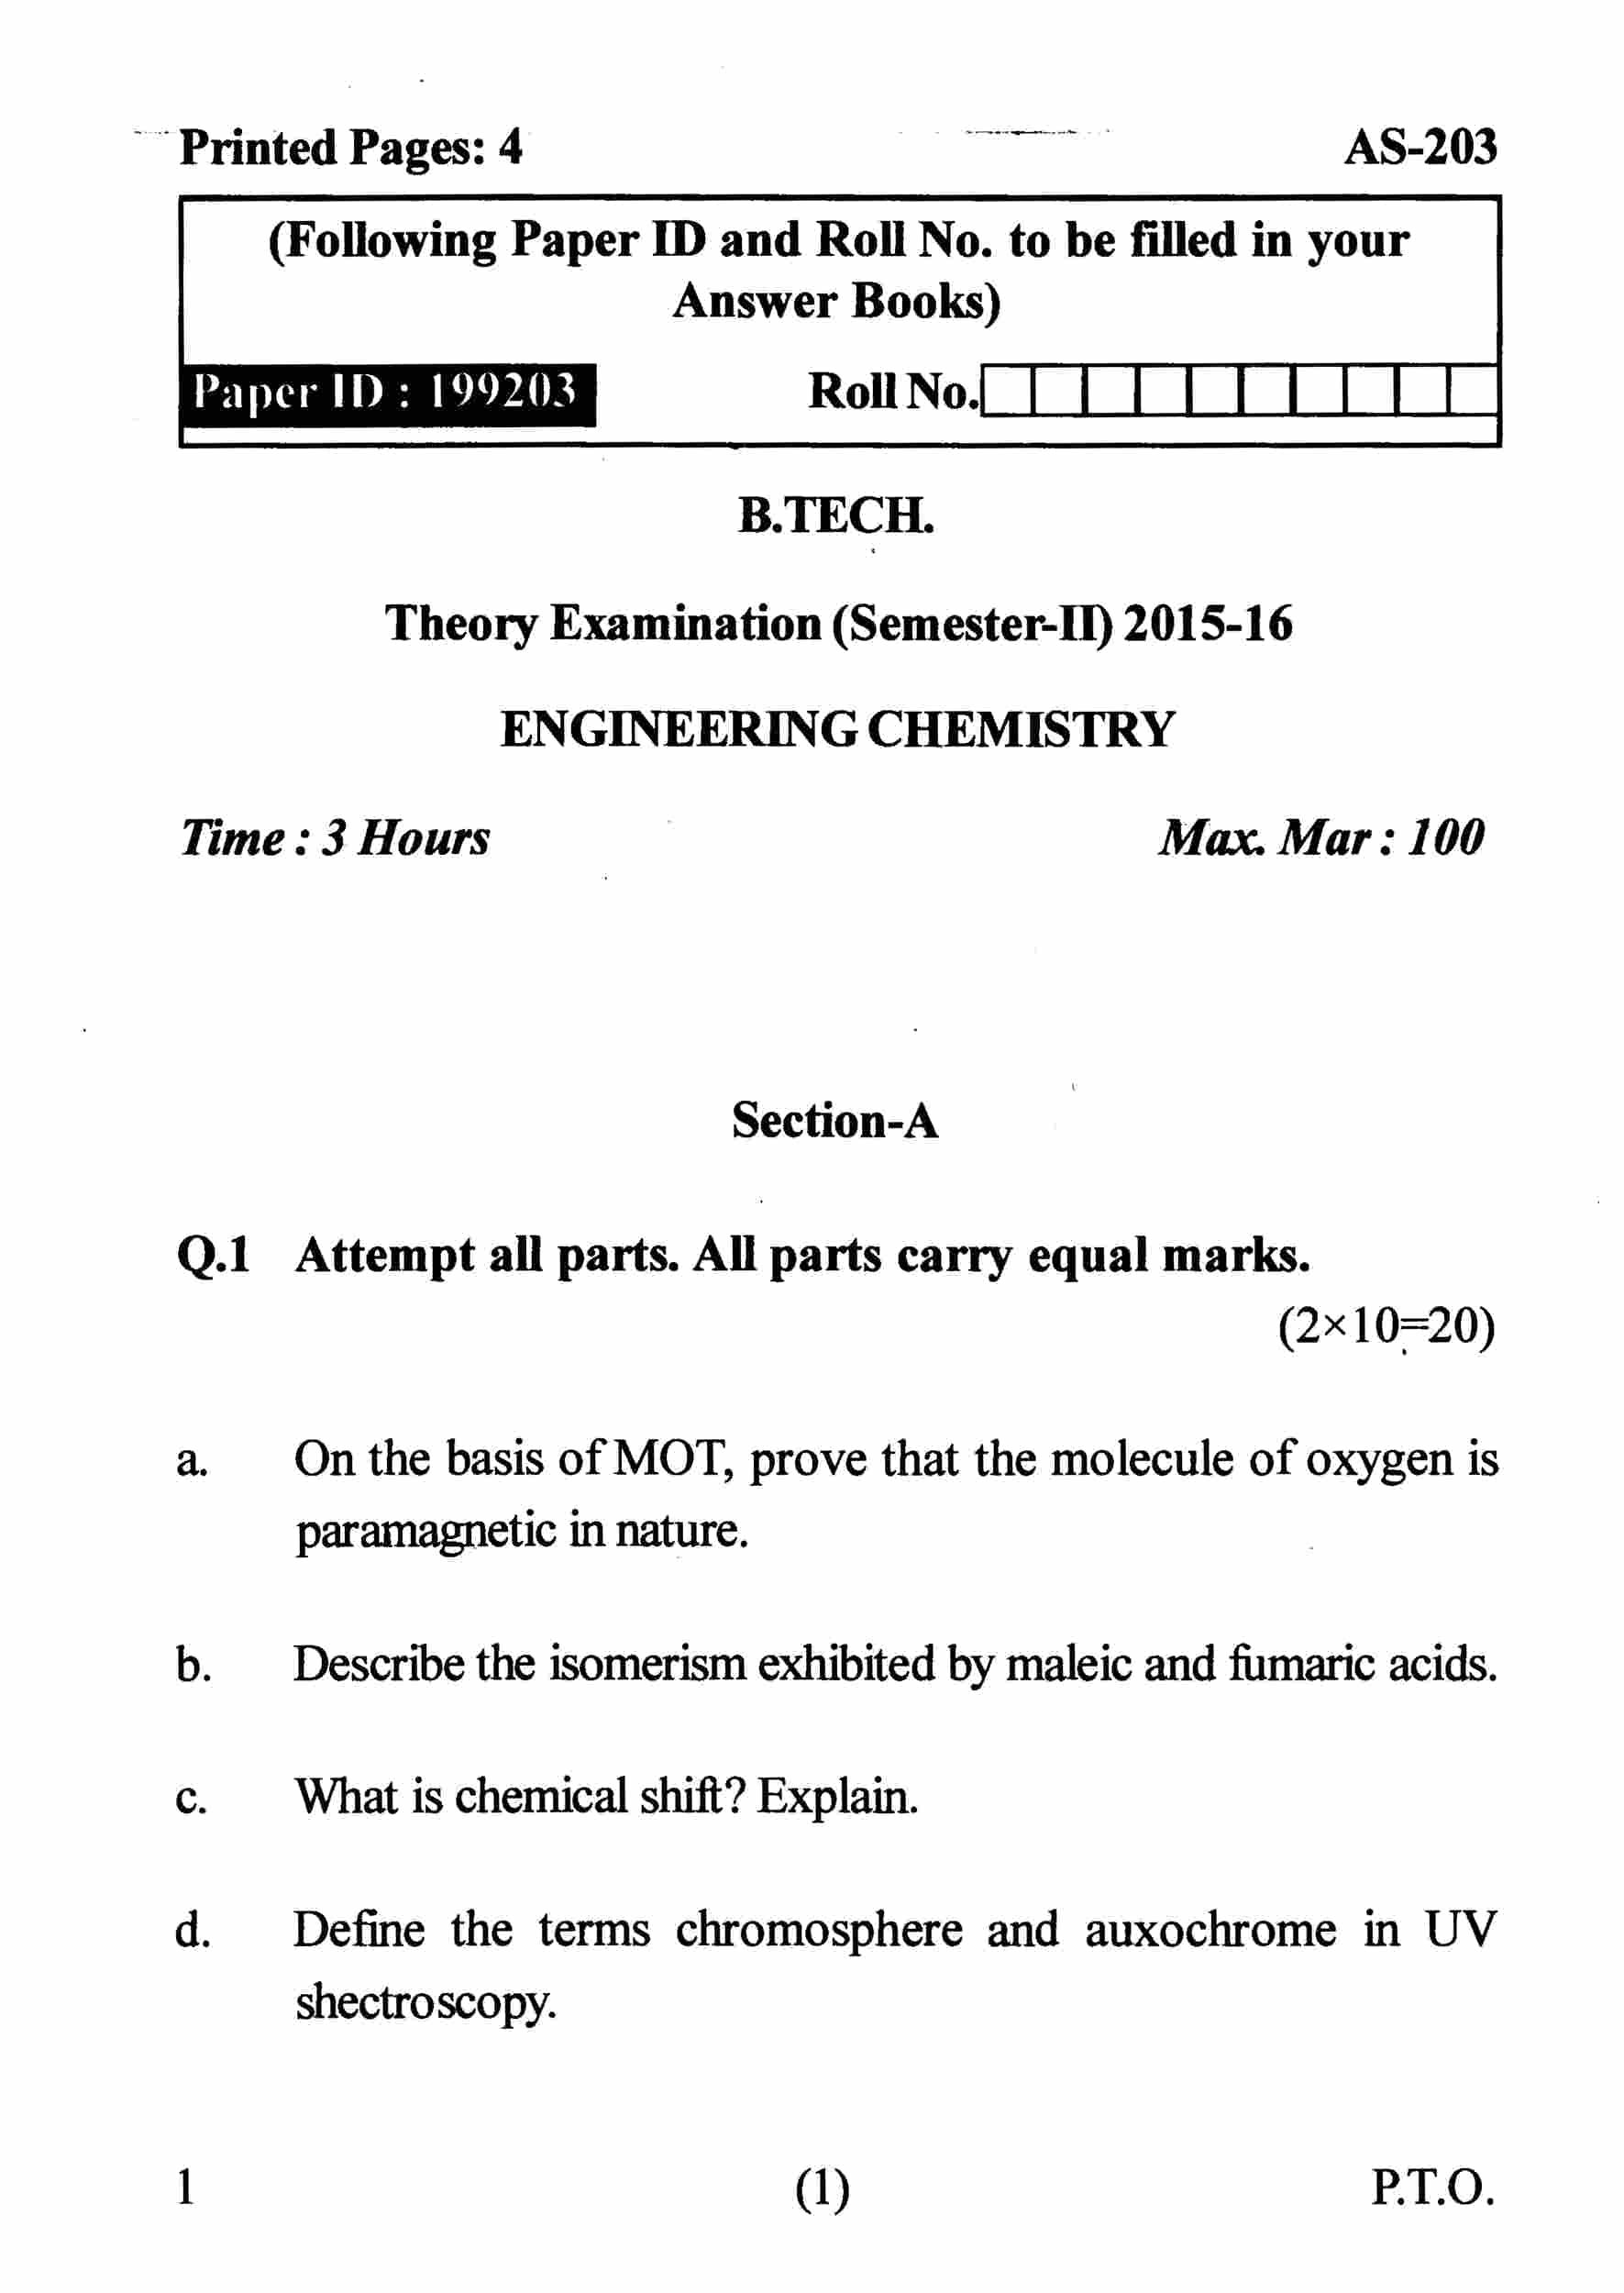 Printed Pages: 4 AS-203
(Following Paper ID and Roll No. to be filled in your
Answer Books)
Paper ID : 199203 Roll No.
B.TECH.
Theory Examination (Semester-II) 2015-16
ENGINEERING CHEMISTRY
Time : 3 Hours Max. Mar : 100
Section-A
Q.1 Attempt all parts. All parts carry equal marks.
(2×10=20)
a. On the basis of MOT, prove that the molecule of oxygen is
paramagnetic in nature.
b. Describe the isomerism exhibited by maleic and fumaric acids.
c. What is chemical shift? Explain.
d. Define the terms chromosphere and auxochrome in UV
shectroscopy.
1 (1) P.T.O.